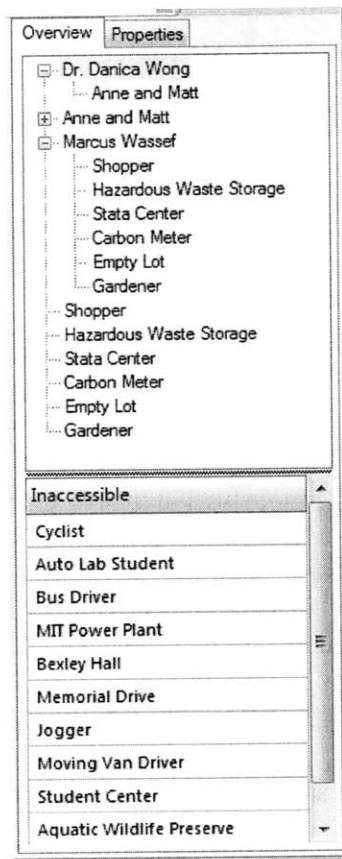 Overview Properties
Dr. Danica Wong
Anne and Matt
Anne and Matt
Marcus Wassef
Shopper
Hazardous Waste Storage
Stata Center
Carbon Meter
Empty Lot
Gardener
Shopper
Hazardous Waste Storage
Stata Center
Carbon Meter
Empty Lot
Gardener
Inaccessible
Cyclist
Auto Lab Student
Bus Driver
MIT Power Plant
Bexley Hall
Memorial Drive
Jogger
Moving Van Driver
Student Center
Aquatic Wildlife Preserve